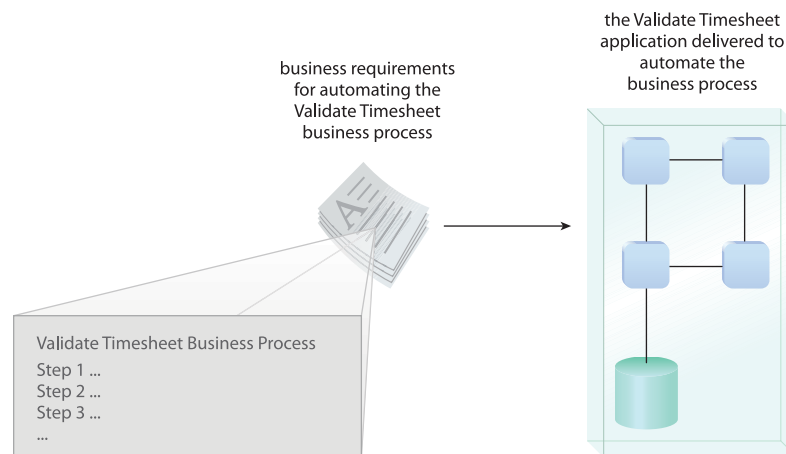 business requirements
for automating the
Validate Timesheet
business process
the Validate Timesheet
application delivered to
automate the
business process
A
Validate Timesheet Business Process
Step 1 ...
Step 2 ...
Step 3 ...
...